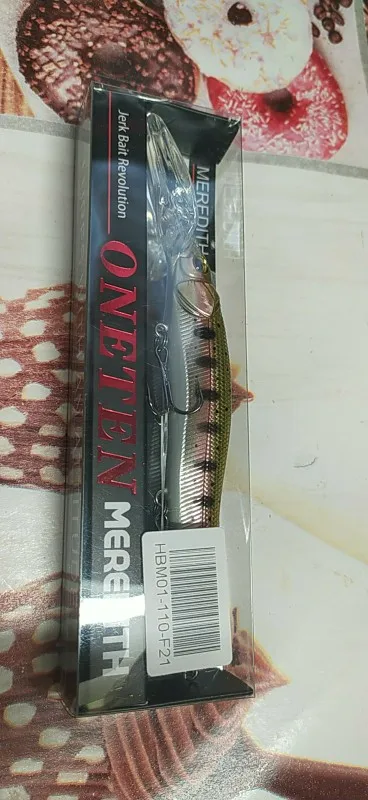 Jerk Bait Revolution
ONETEN
MEREDITH
MEREDITH
HBM01-110-F21